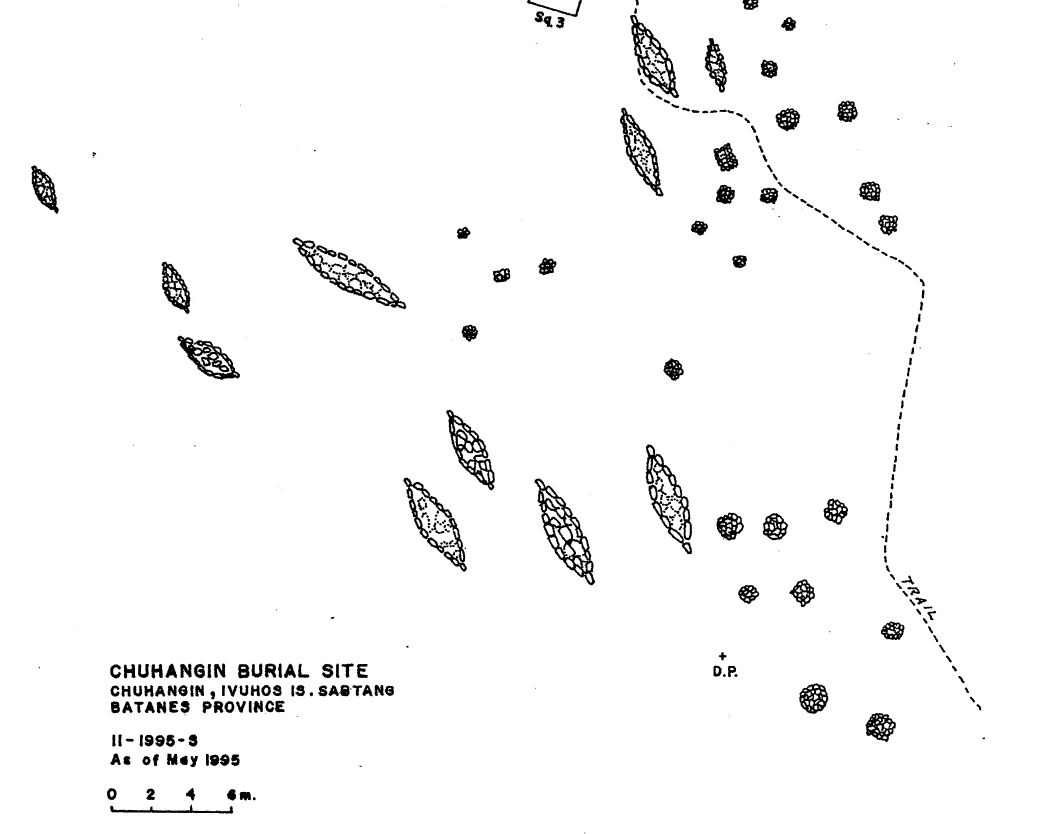 Sq.3
TRAIL
+
D.P.
CHUHANGIN BURIAL SITE
CHUHANGIN, IVUHOS IS. SABTANG
BATANES PROVINCE
II-1995-S
As of May 1995
0 2 4 6m.